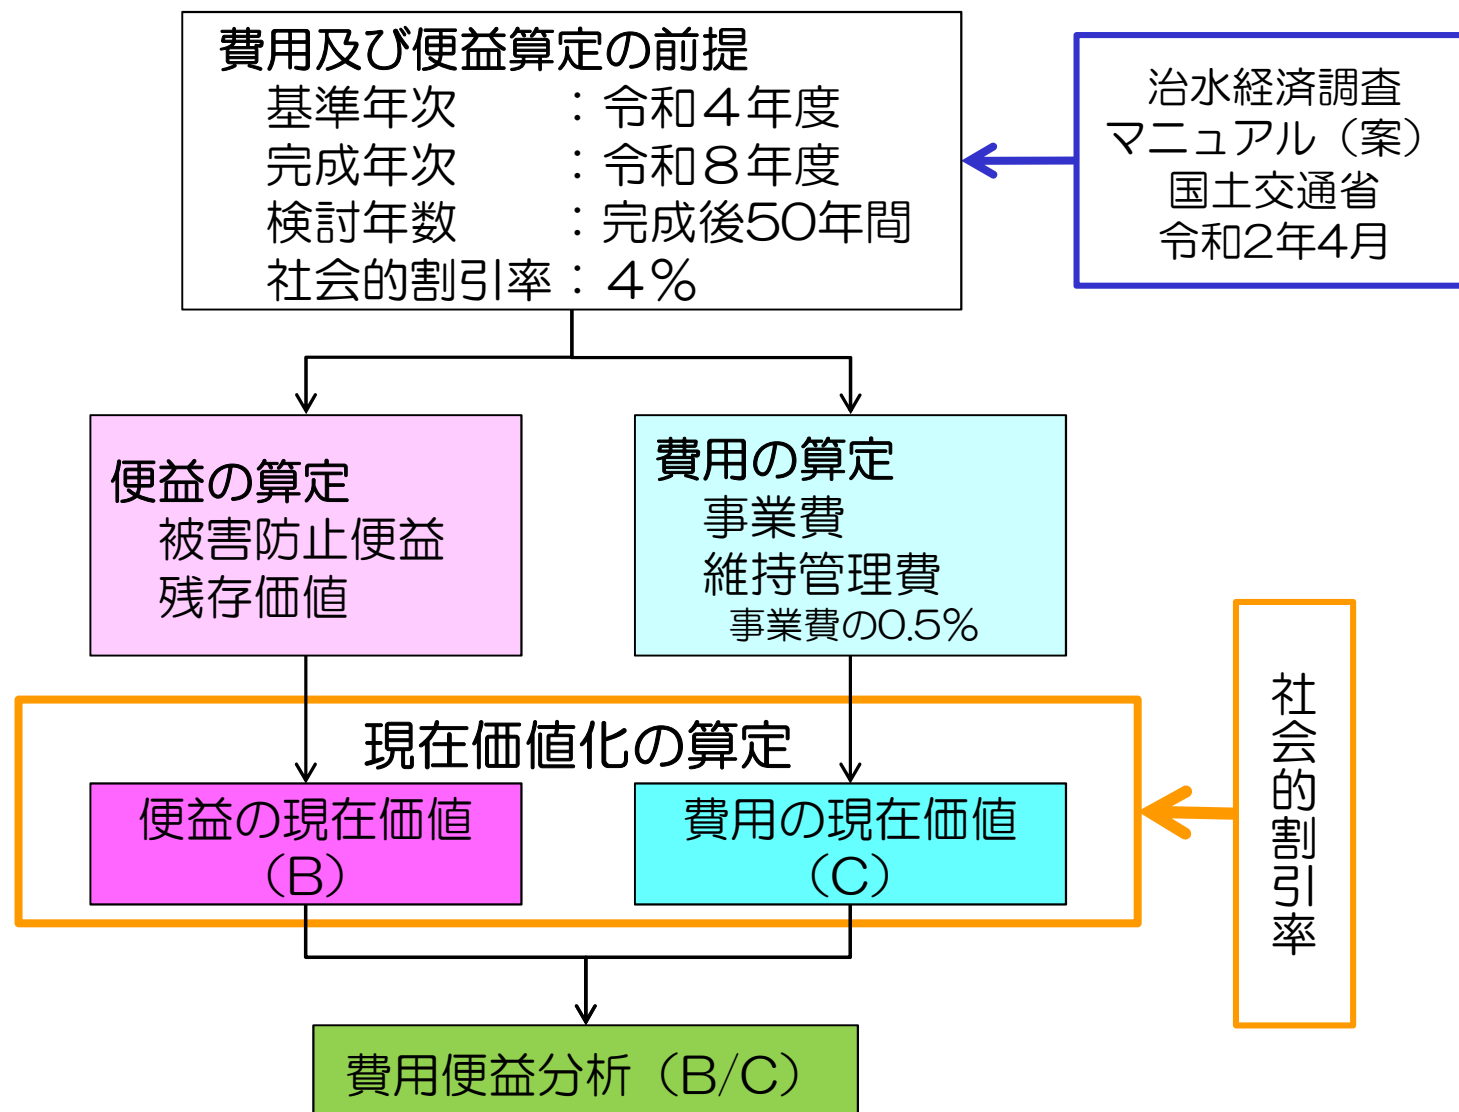 費用及び便益算定の前提
基準年次　　：令和４年度
完成年次　　：令和８年度
検討年数　　：完成後50年間
社会的割引率：４％
治水経済調査
マニュアル（案）
国土交通省
令和2年4月
便益の算定
被害防止便益
残存価値
費用の算定
事業費
維持管理費
事業費の0.5%
現在価値化の算定
便益の現在価値
（B）
費用の現在価値
（C）
社会的割引率
費用便益分析（B/C）